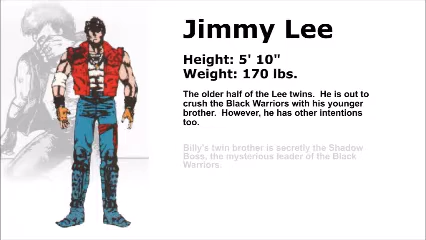 Jimmy Lee
Height: 5' 10"
Weight: 170 lbs.
The older half of the Lee twins. He is out to
crush the Black Warriors with his younger
brother. However, he has other intentions
too.
Billy's twin brother is secretly the Shadow
Boss, the mysterious leader of the Black
Warriors.